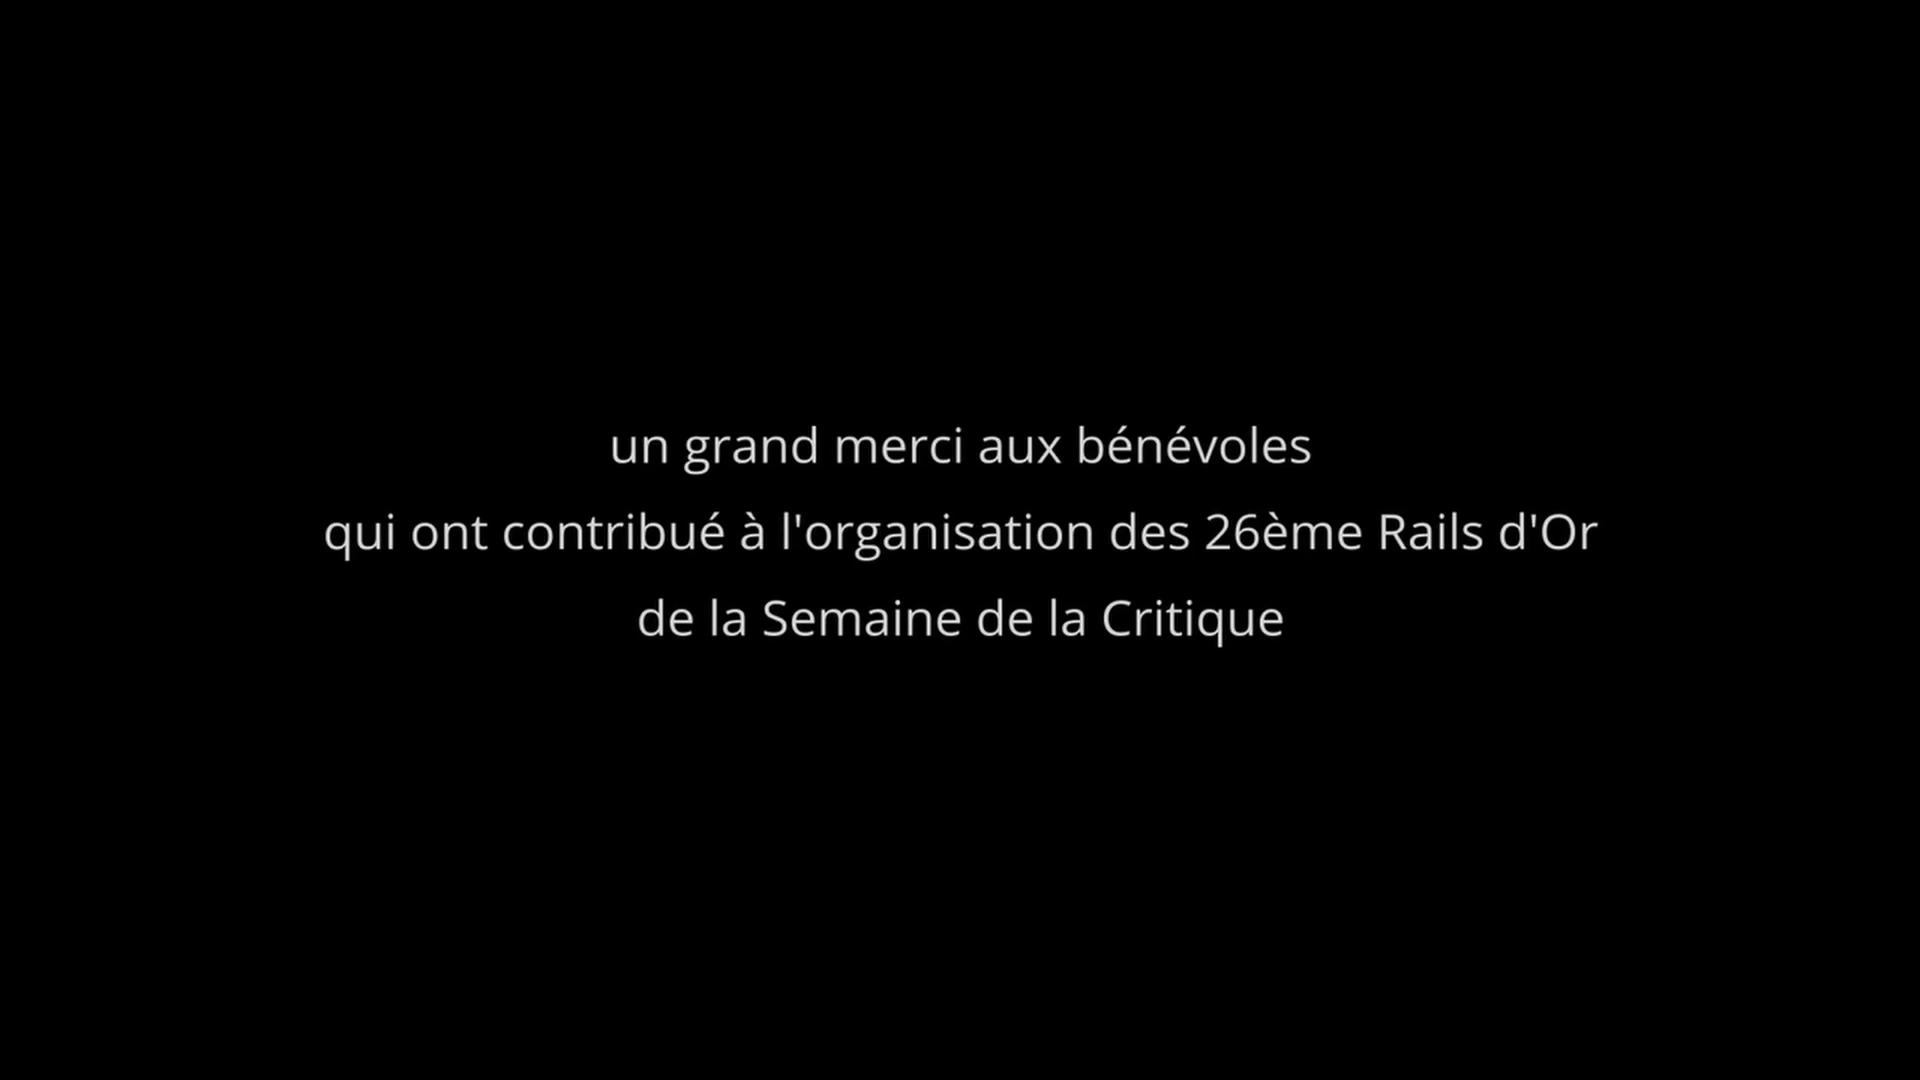 un grand merci aux bénévoles
qui ont contribué à l'organisation des 26ème Rails d'Or
de la Semaine de la Critique